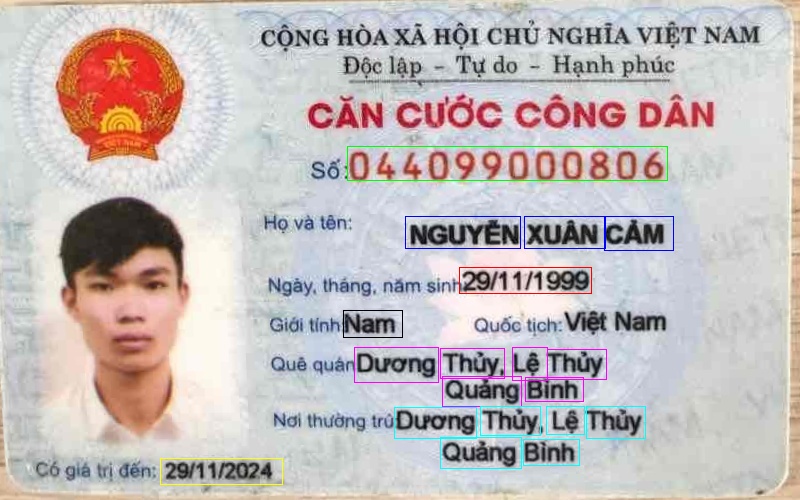 CỘNG HÒA XÃ HỘI CHỦ NGHĨA VIỆT NAM
Độc lập - Tự do - Hạnh phúc
CĂN CƯỚC CÔNG DÂN
Số: 044099000806
Họ và tên: NGUYỄN XUÂN CẢM
Ngày, tháng, năm sinh: 29/11/1999
Giới tính: Nam Quốc tịch: Việt Nam
Quê quán: Dương Thủy, Lệ Thủy
Quảng Bình
Nơi thường trú: Dương Thủy, Lệ Thủy
Quảng Bình
Có giá trị đến: 29/11/2024
VIỆT NAM